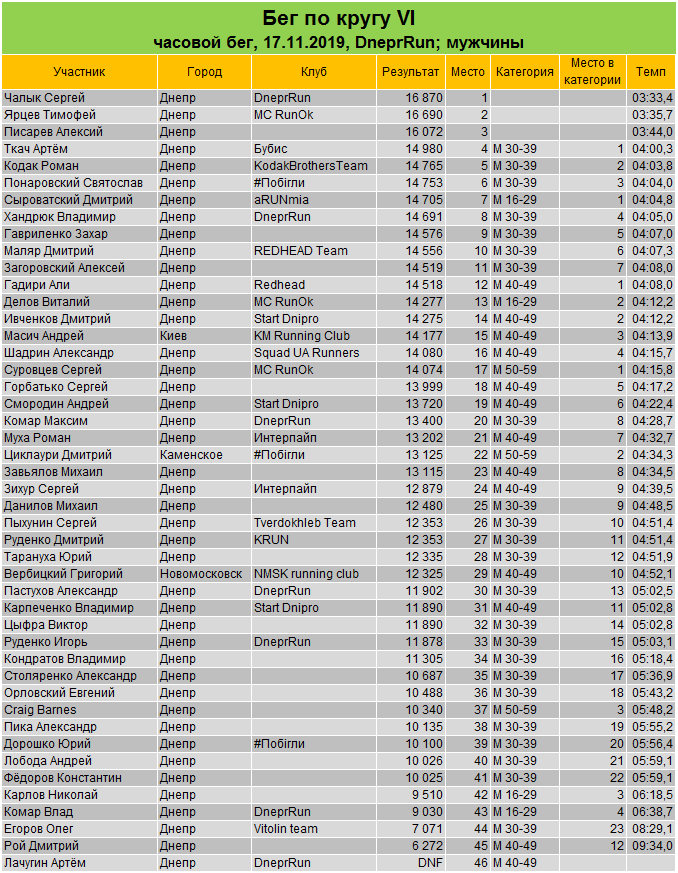 Бег по кругу VI
часовой бег, 17.11.2019, DneprRun; мужчины
Участник Город Клуб Результат Место Категория Место в категории Темп
Чалык Сергей Днепр DneprRun 16 870 1 03:33,4
Ярцев Тимофей Днепр MC RunOk 16 690 2 03:35,7
Писарев Алексий Днепр 16 072 3 03:44,0
Ткач Артём Днепр Бубис 14 980 4 М 30-39 1 04:00,3
Кодак Роман Днепр KodakBrothersTeam 14 765 5 М 30-39 2 04:03,8
Понаровский Святослав Днепр #Побігли 14 753 6 М 30-39 3 04:04,0
Сыроватский Дмитрий Днепр aRUNmia 14 705 7 М 16-29 1 04:04,8
Хандрюк Владимир Днепр DneprRun 14 691 8 М 30-39 4 04:05,0
Гавриленко Захар Днепр 14 576 9 М 30-39 5 04:07,0
Маляр Дмитрий Днепр REDHEAD Team 14 556 10 М 30-39 6 04:07,3
Загоровский Алексей Днепр 14 519 11 М 30-39 7 04:08,0
Гадири Али Днепр Redhead 14 518 12 М 40-49 1 04:08,0
Делов Виталий Днепр MC RunOk 14 277 13 М 16-29 2 04:12,2
Ивченков Дмитрий Днепр Start Dnipro 14 275 14 М 40-49 2 04:12,2
Масич Андрей Киев KM Running Club 14 177 15 М 40-49 3 04:13,9
Шадрин Александр Днепр Squad UA Runners 14 080 16 М 40-49 4 04:15,7
Суровцев Сергей Днепр MC RunOk 14 074 17 М 50-59 1 04:15,8
Горбатько Сергей Днепр 13 999 18 М 40-49 5 04:17,2
Смородин Андрей Днепр Start Dnipro 13 720 19 М 40-49 6 04:22,4
Комар Максим Днепр DneprRun 13 400 20 М 30-39 8 04:28,7
Муха Роман Днепр Интерпайп 13 202 21 М 40-49 7 04:32,7
Циклаури Дмитрий Каменское #Побігли 13 125 22 М 50-59 2 04:34,3
Завьялов Михаил Днепр 13 115 23 М 40-49 8 04:34,5
Зихур Сергей Днепр Интерпайп 12 879 24 М 40-49 9 04:39,5
Данилов Михаил Днепр 12 480 25 М 30-39 9 04:48,5
Пыхунин Сергей Днепр Tverdokhleb Team 12 353 26 М 30-39 10 04:51,4
Руденко Дмитрий Днепр KRUN 12 353 27 М 30-39 11 04:51,4
Тарануха Юрий Днепр 12 335 28 М 30-39 12 04:51,9
Вербицкий Григорий Новомосковск NMSK running club 12 325 29 М 40-49 10 04:52,1
Пастухов Александр Днепр DneprRun 11 902 30 М 30-39 13 05:02,5
Карпеченко Владимир Днепр Start Dnipro 11 890 31 М 40-49 11 05:02,8
Цыфра Виктор Днепр 11 890 32 М 30-39 14 05:02,8
Руденко Игорь Днепр DneprRun 11 878 33 М 30-39 15 05:03,1
Кондратов Владимир Днепр 11 305 34 М 30-39 16 05:18,4
Столяренко Александр Днепр 10 687 35 М 30-39 17 05:36,9
Орловский Евгений Днепр 10 488 36 М 30-39 18 05:43,2
Craig Barnes Днепр 10 340 37 М 50-59 3 05:48,2
Пика Александр Днепр 10 135 38 М 30-39 19 05:55,2
Дорошко Юрий Днепр #Побігли 10 100 39 М 30-39 20 05:56,4
Лобода Андрей Днепр 10 026 40 М 30-39 21 05:59,1
Фёдоров Константин Днепр 10 025 41 М 30-39 22 05:59,1
Карлов Николай Днепр 9 510 42 М 16-29 3 06:18,5
Комар Влад Днепр DneprRun 9 030 43 М 16-29 4 06:38,7
Егоров Олег Днепр Vitolin team 7 071 44 М 30-39 23 08:29,1
Рой Дмитрий Днепр 6 272 45 М 40-49 12 09:34,0
Лачугин Артём Днепр DneprRun DNF 46 М 40-49